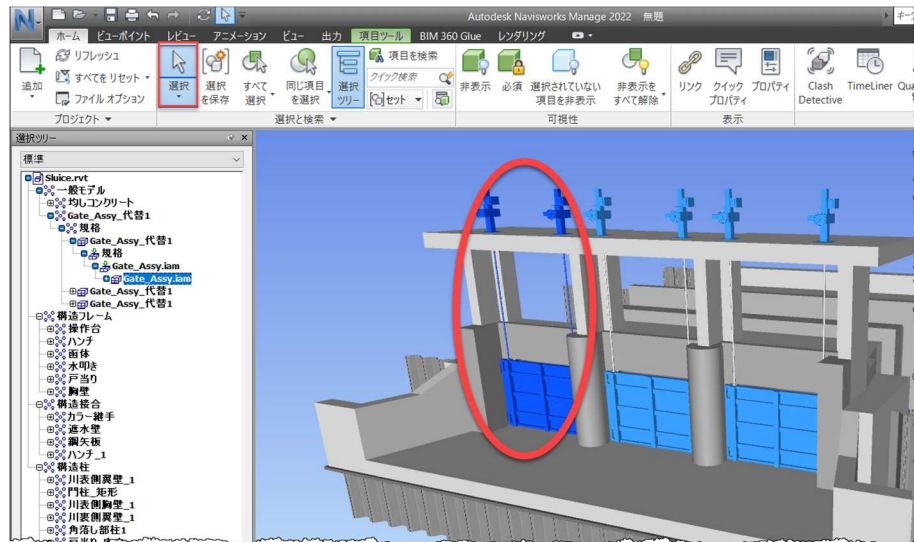 Autodesk Navisworks Manage 2022 無題
キーワ
ホーム ビューポイント レビュー アニメーション ビュー 出力 項目ツール BIM 360 Glue レンダリング
追加
リフレッシュ
すべてをリセット
ファイル オプション
プロジェクト
選択
選択を保存
すべて選択
同じ項目を選択
選択ツリー
項目を検索
クイック検索
セット
選択と検索
非表示
必須
選択されていない項目を非表示
非表示をすべて解除
可視性
リンク
クイック プロパティ
プロパティ
表示
Clash Detective
TimeLiner
Qua
選択ツリー
標準
Sluice.rvt
一般モデル
均しコンクリート
Gate_Assy_代替1
規格
Gate_Assy_代替1
規格
Gate_Assy.iam
Gate_Assy.iam
Gate_Assy_代替1
Gate_Assy_代替1
構造フレーム
操作台
ハンチ
函体
水叩き
戸当り
胸壁
構造接合
カラー継手
遮水壁
鋼矢板
ハンチ_1
構造柱
川表側翼壁_1
門柱_矩形
川表側胸壁_1
川裏側翼壁_1
角落し部柱1